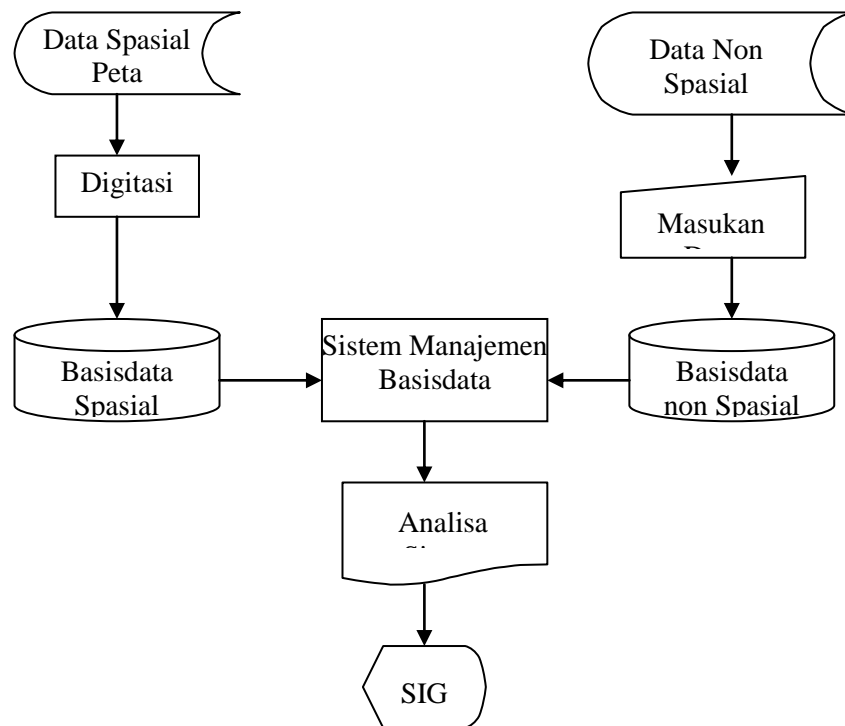 Data Spasial
Peta
Data Non
Spasial
Digitasi
Masukan
Basisdata
Spasial
Sistem Manajemen
Basisdata
Basisdata
non Spasial
Analisa
SIG